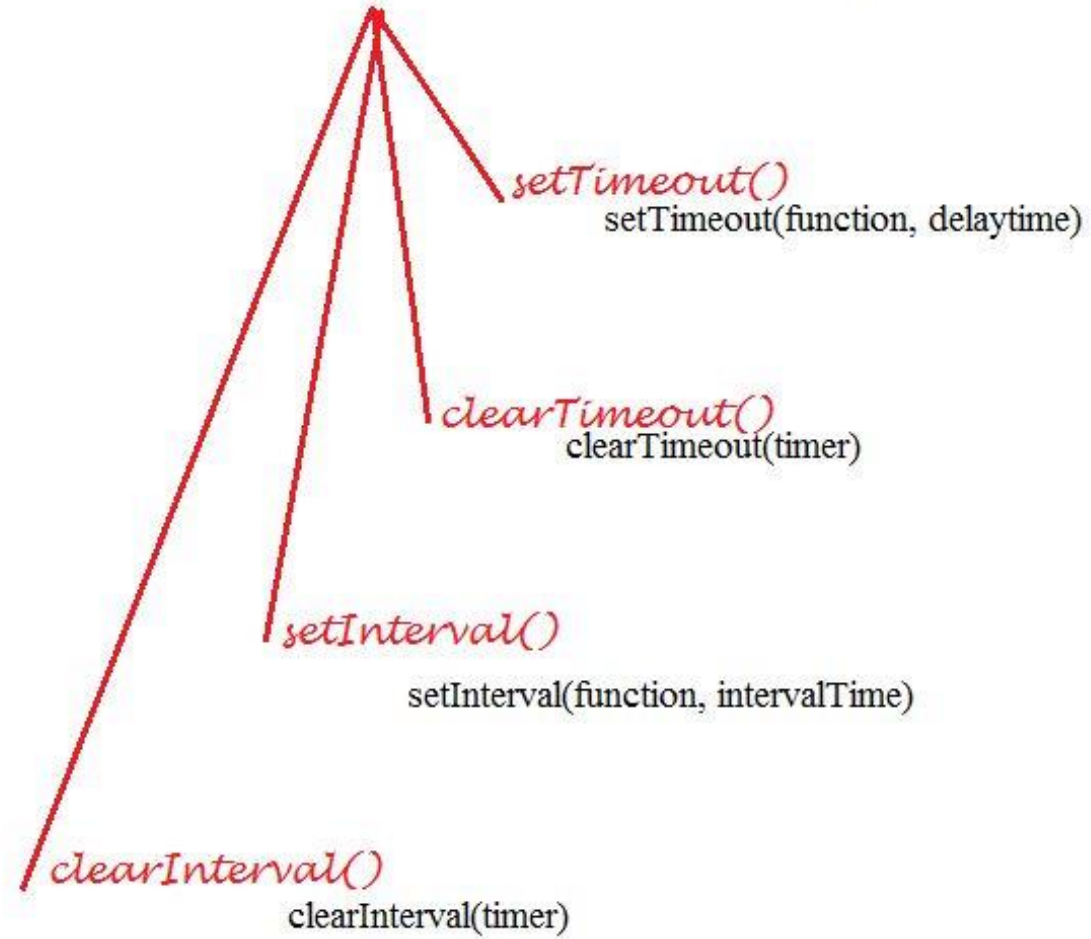 setTimeout()
setTimeout(function, delaytime)
clearTimeout()
clearTimeout(timer)
setInterval()
setInterval(function, intervalTime)
clearInterval()
clearInterval(timer)